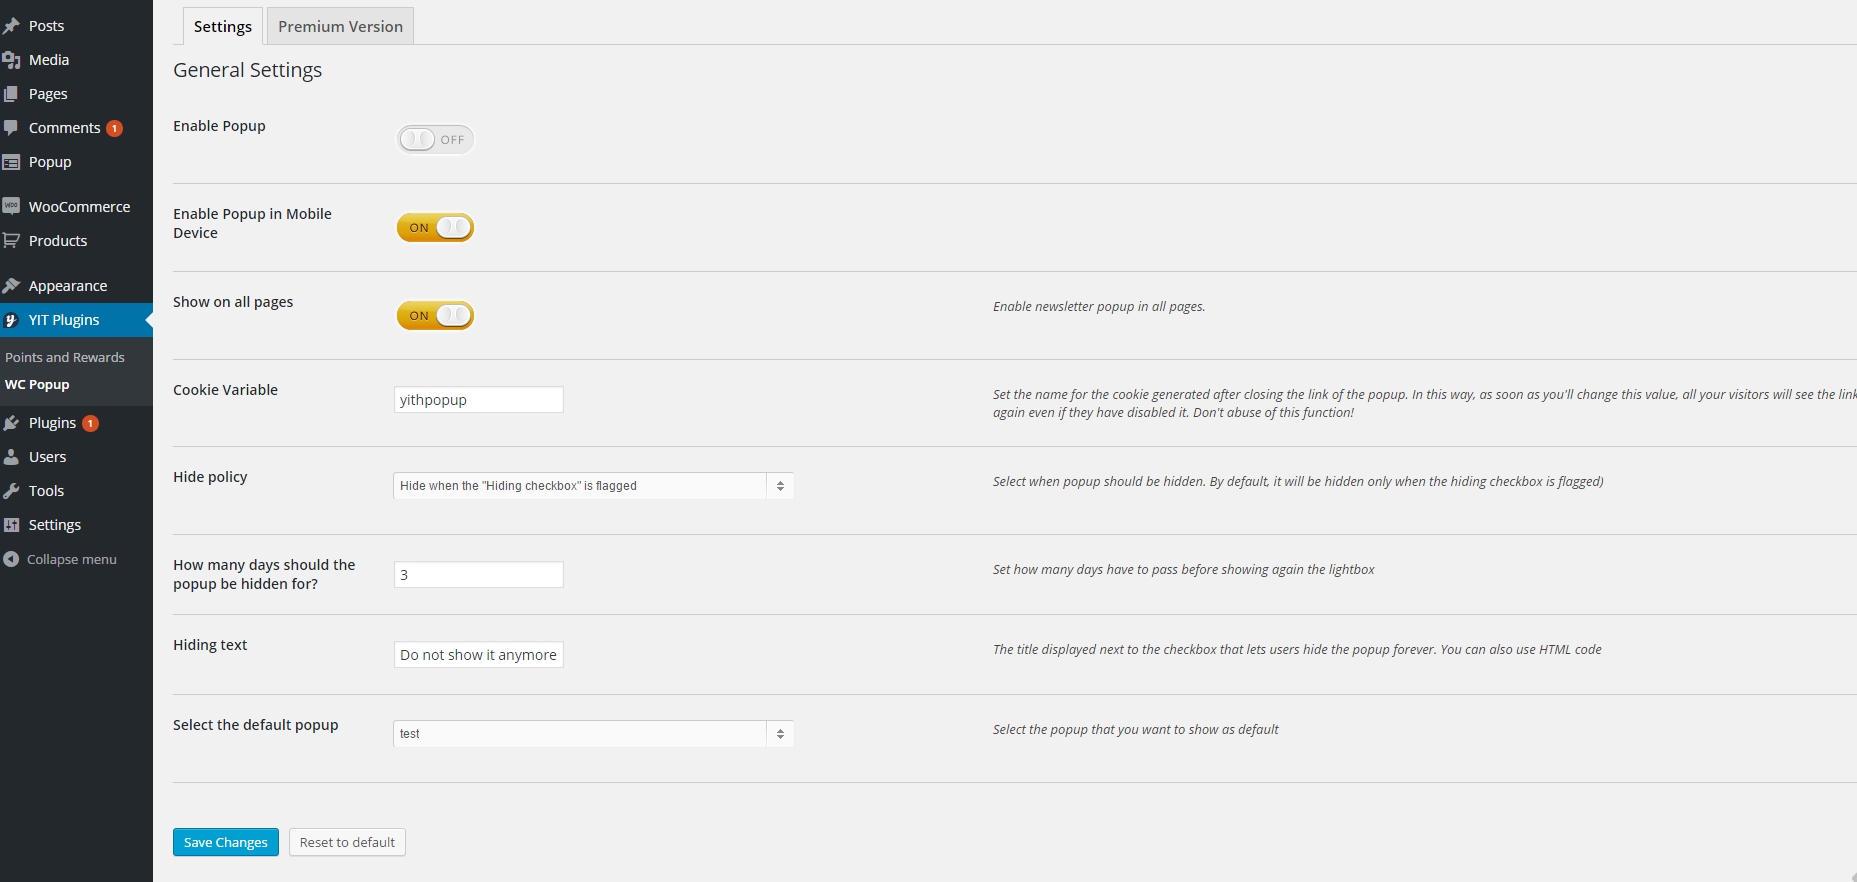 Posts
Media
Pages
Comments 1
Popup
WooCommerce
Products
Appearance
YIT Plugins
Points and Rewards
WC Popup
Plugins 1
Users
Tools
Settings
Collapse menu
Settings
Premium Version
General Settings
Enable Popup
OFF
Enable Popup in Mobile
Device
ON
Show on all pages
ON
Enable newsletter popup in all pages.
Cookie Variable
yithpopup
Set the name for the cookie generated after closing the link of the popup. In this way, as soon as you'll change this value, all your visitors will see the link
again even if they have disabled it. Don't abuse of this function!
Hide policy
Hide when the "Hiding checkbox" is flagged
Select when popup should be hidden. By default, it will be hidden only when the hiding checkbox is flagged)
How many days should the
popup be hidden for?
3
Set how many days have to pass before showing again the lightbox
Hiding text
Do not show it anymore
The title displayed next to the checkbox that lets users hide the popup forever. You can also use HTML code
Select the default popup
test
Select the popup that you want to show as default
Save Changes
Reset to default